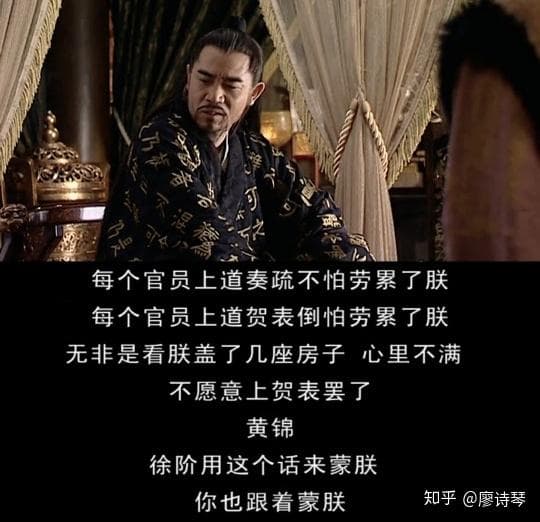 每个官员上道奏疏不怕劳累了朕
每个官员上道贺表倒怕劳累了朕
无非是看朕盖了几座房子 心里不满
不愿意上贺表罢了
黄锦
徐阶用这个话来蒙朕
你也跟着蒙朕
知乎 @廖诗琴